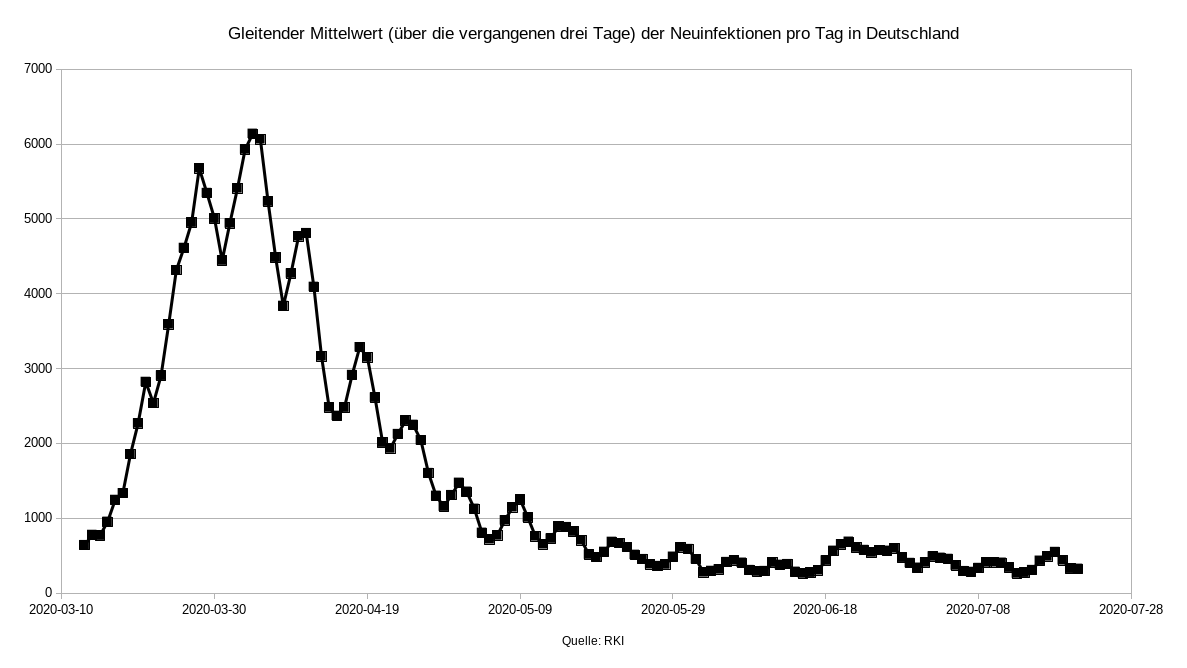 Gleitender Mittelwert (über die vergangenen drei Tage) der Neuinfektionen pro Tag in Deutschland
7000
6000
5000
4000
3000
2000
1000
0
2020-03-10 2020-03-30 2020-04-19 2020-05-09 2020-05-29 2020-06-18 2020-07-08 2020-07-28
Quelle: RKI